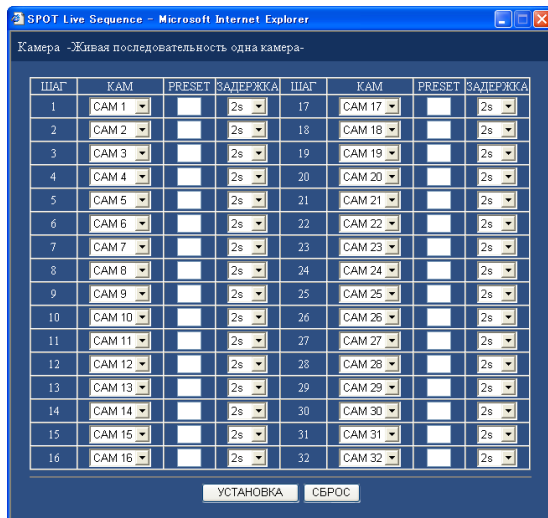 SPOT Live Sequence - Microsoft Internet Explorer
Камера -Живая последовательность одна камера-
ШАГ КАМ PRESET ЗАДЕРЖКА ШАГ КАМ PRESET ЗАДЕРЖКА
1 CAM 1 2s 17 CAM 17 2s
2 CAM 2 2s 18 CAM 18 2s
3 CAM 3 2s 19 CAM 19 2s
4 CAM 4 2s 20 CAM 20 2s
5 CAM 5 2s 21 CAM 21 2s
6 CAM 6 2s 22 CAM 22 2s
7 CAM 7 2s 23 CAM 23 2s
8 CAM 8 2s 24 CAM 24 2s
9 CAM 9 2s 25 CAM 25 2s
10 CAM 10 2s 26 CAM 26 2s
11 CAM 11 2s 27 CAM 27 2s
12 CAM 12 2s 28 CAM 28 2s
13 CAM 13 2s 29 CAM 29 2s
14 CAM 14 2s 30 CAM 30 2s
15 CAM 15 2s 31 CAM 31 2s
16 CAM 16 2s 32 CAM 32 2s
УСТАНОВКА СБРОС